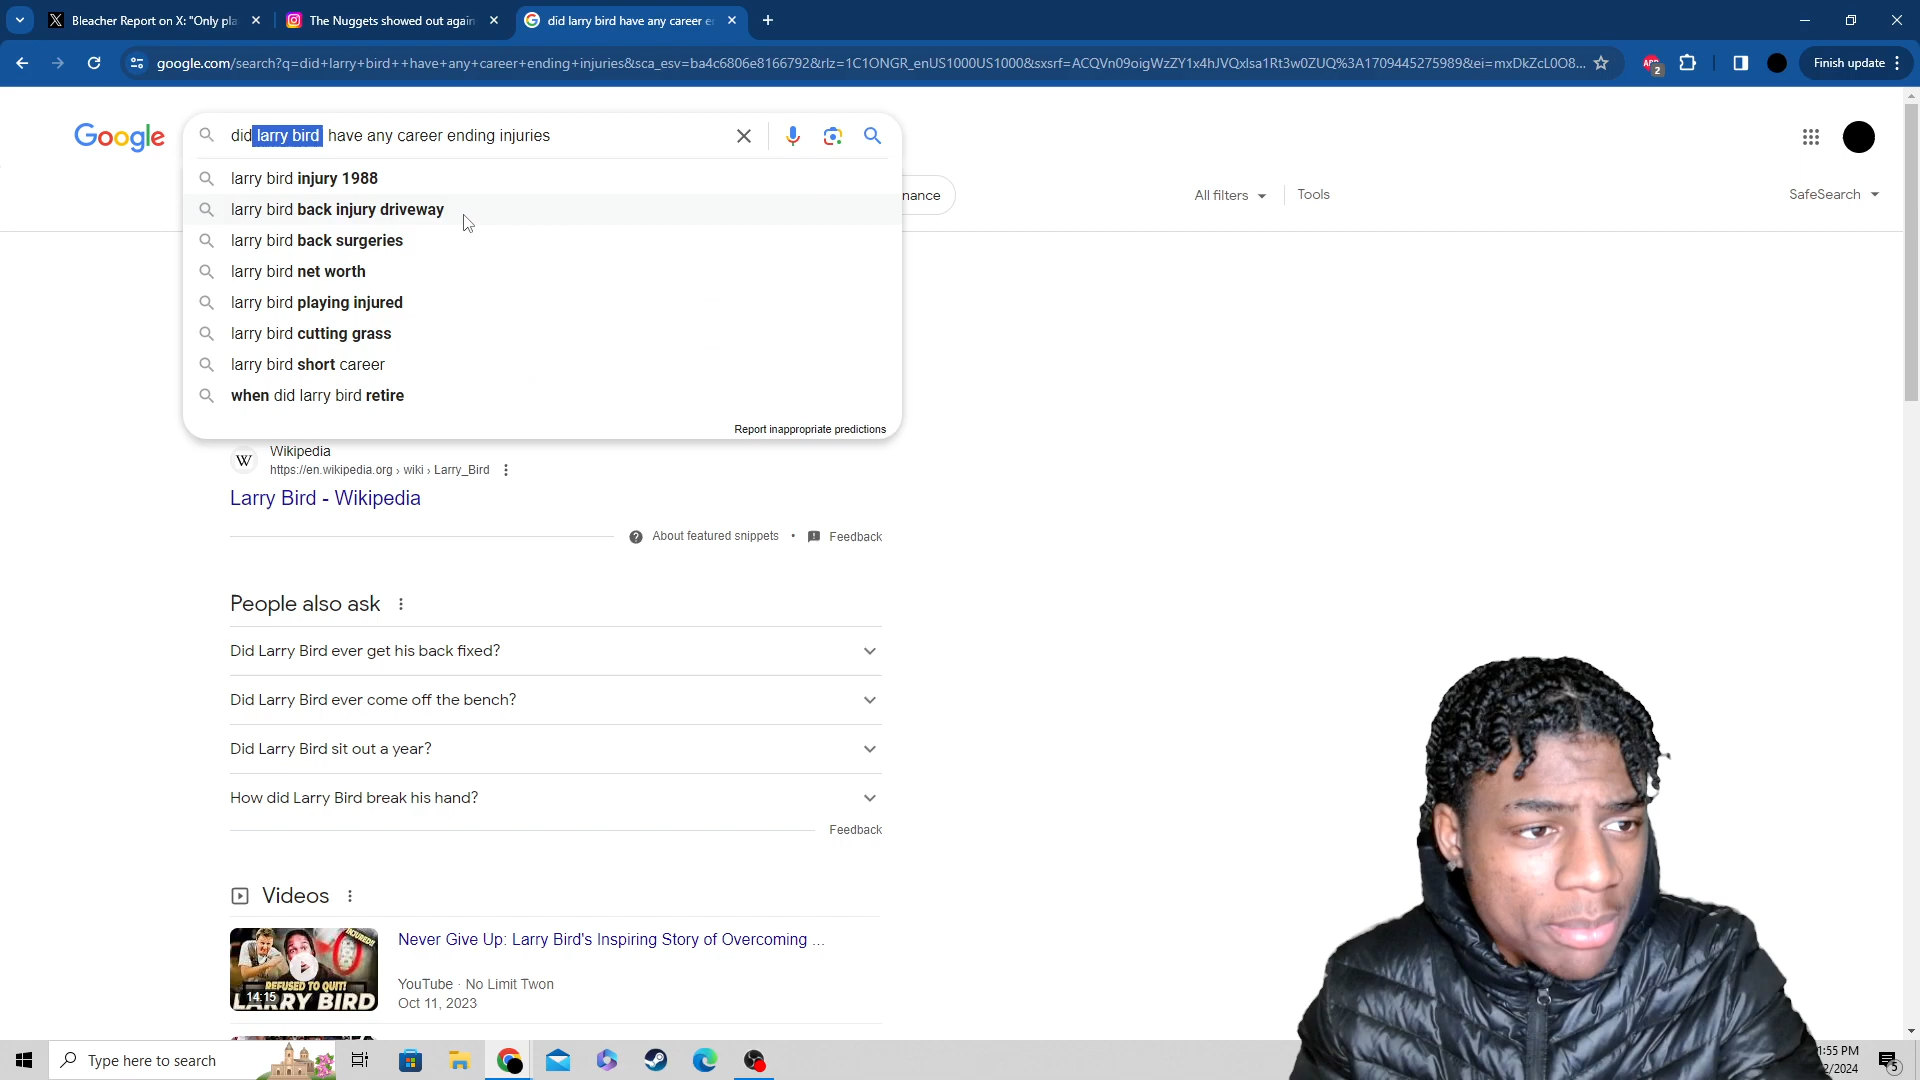 Bleacher Report on X: "Only pla
The Nuggets showed out again
did larry bird have any career e
google.com/search?q=did+larry+bird++have+any+career+ending+injuries&sca_esv=ba4c6806e8166792&rlz=1C1ONGR_enUS1000US1000&sxsrf=ACQVn09oigWzZY1x4hJVQxlsa1Rt3w0ZUQ%3A1709445275989&ei=mxDkZcL0O8...
2
Finish update
Google
did larry bird have any career ending injuries
larry bird injury 1988
larry bird back injury driveway
larry bird back surgeries
larry bird net worth
larry bird playing injured
larry bird cutting grass
larry bird short career
when did larry bird retire
Report inappropriate predictions
nance
All filters
Tools
SafeSearch
W
Wikipedia
https://en.wikipedia.org › wiki › Larry_Bird
Larry Bird - Wikipedia
About featured snippets • Feedback
People also ask
Did Larry Bird ever get his back fixed?
Did Larry Bird ever come off the bench?
Did Larry Bird sit out a year?
How did Larry Bird break his hand?
Feedback
Videos
REFUSED TO QUIT!
LARRY BIRD
14:15
Never Give Up: Larry Bird's Inspiring Story of Overcoming ...
YouTube · No Limit Twon
Oct 11, 2023
Type here to search
1:55 PM
2/2024
5